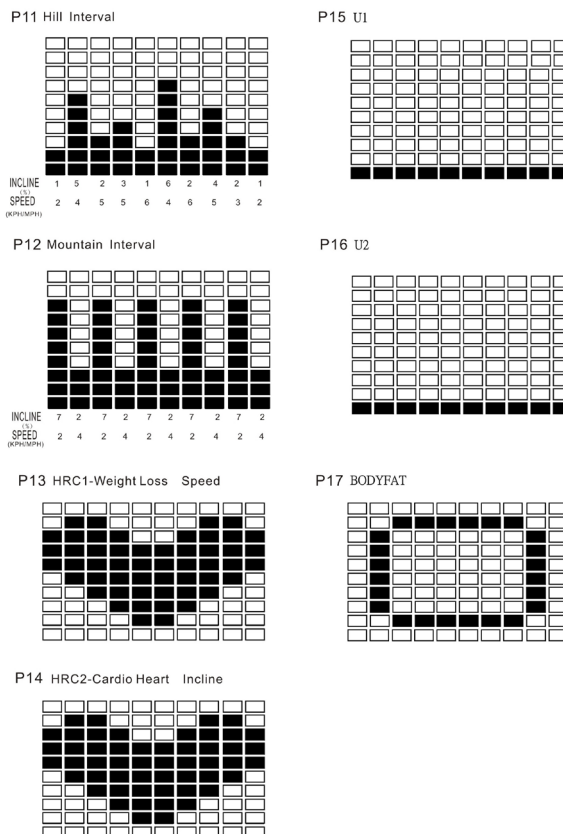 P11 Hill Interval
INCLINE 1 5 2 3 1 6 2 4 2 1
(%)
SPEED 2 4 5 5 6 4 6 5 3 2
(KPH/MPH)
P12 Mountain Interval
INCLINE 7 2 7 2 7 2 7 2 7 2
(%)
SPEED 2 4 2 4 2 4 2 4 2 4
(KPH/MPH)
P13 HRC1-Weight Loss Speed
P14 HRC2-Cardio Heart Incline
P15 U1
P16 U2
P17 BODYFAT